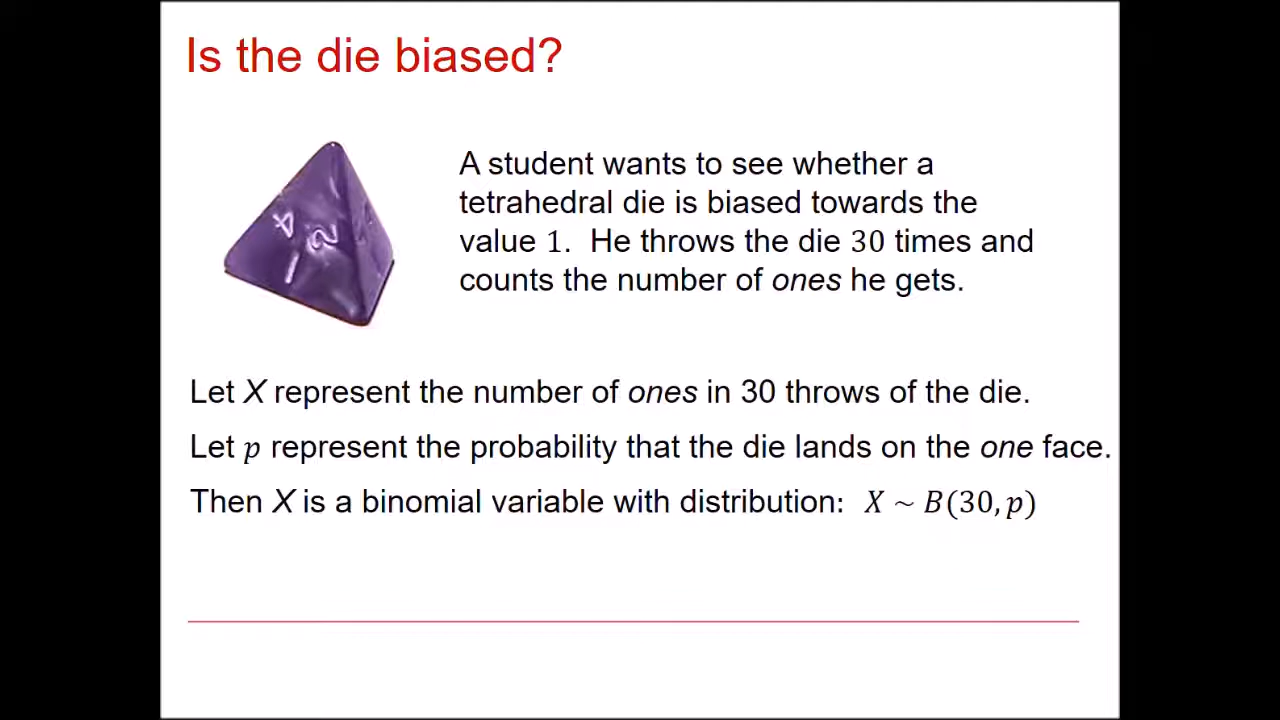 Is the die biased?
A student wants to see whether a
tetrahedral die is biased towards the
value 1. He throws the die 30 times and
counts the number of ones he gets.
4
2
1
Let X represent the number of ones in 30 throws of the die.
Let p represent the probability that the die lands on the one face.
Then X is a binomial variable with distribution: X ~ B(30, p)